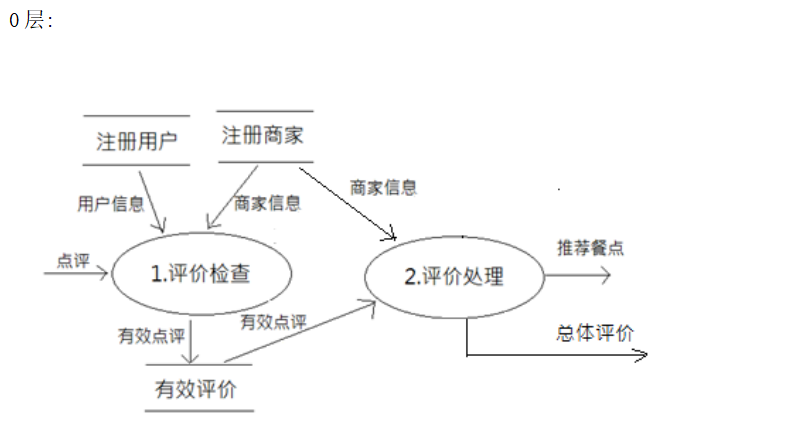 0层:
注册用户
注册商家
用户信息
商家信息
商家信息
点评
1.评价检查
2.评价处理
推荐餐点
有效点评
有效点评
总体评价
有效评价